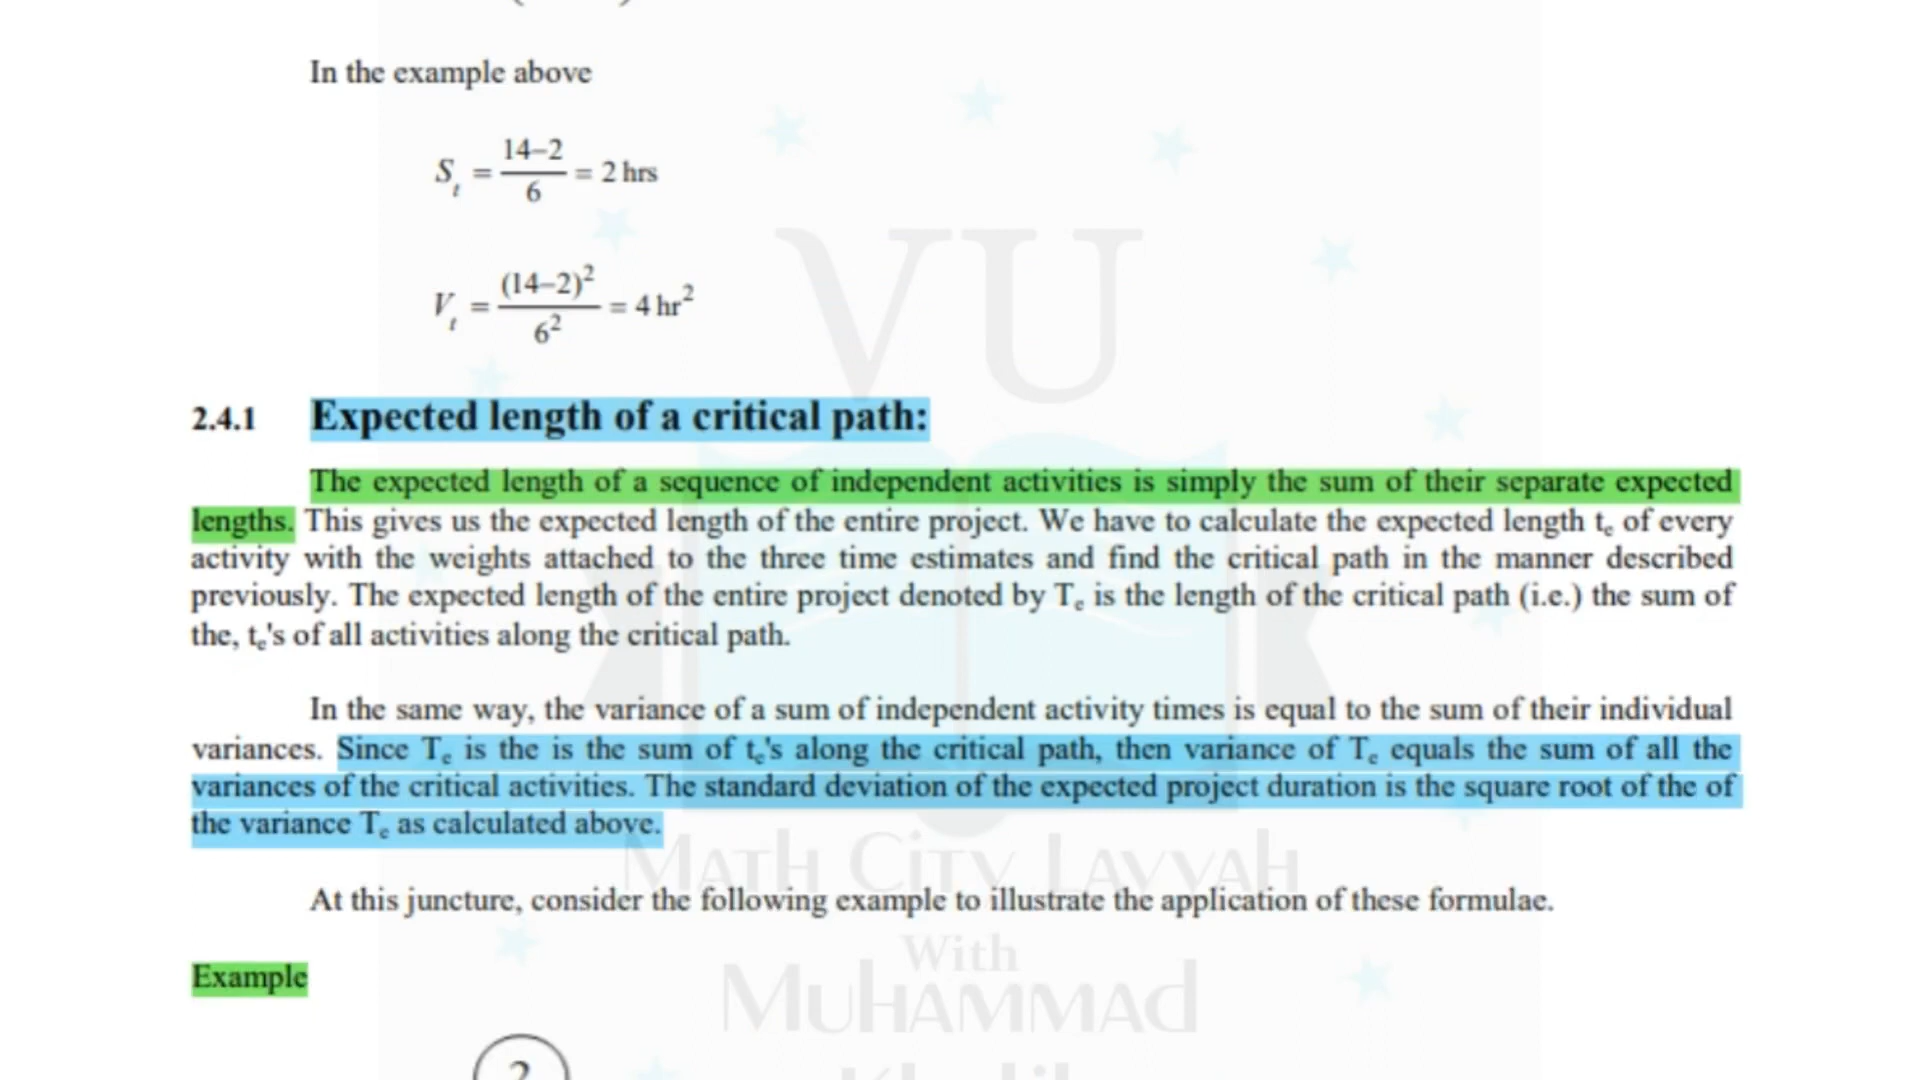 In the example above
S_t = 14–2 / 6 = 2 hrs
V_t = (14–2)² / 6² = 4 hr²
2.4.1 Expected length of a critical path:
The expected length of a sequence of independent activities is simply the sum of their separate expected
lengths. This gives us the expected length of the entire project. We have to calculate the expected length tₑ of every
activity with the weights attached to the three time estimates and find the critical path in the manner described
previously. The expected length of the entire project denoted by Tₑ is the length of the critical path (i.e.) the sum of
the, tₑ's of all activities along the critical path.
In the same way, the variance of a sum of independent activity times is equal to the sum of their individual
variances. Since Tₑ is the is the sum of tₑ's along the critical path, then variance of Tₑ equals the sum of all the
variances of the critical activities. The standard deviation of the expected project duration is the square root of the of
the variance Tₑ as calculated above.
At this juncture, consider the following example to illustrate the application of these formulae.
Example
2
VU
Math City Layyah
With
Muhammad